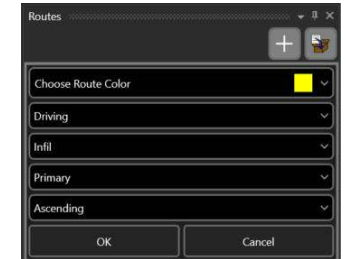 Routes
Choose Route Color
Driving
Infil
Primary
Ascending
OK Cancel